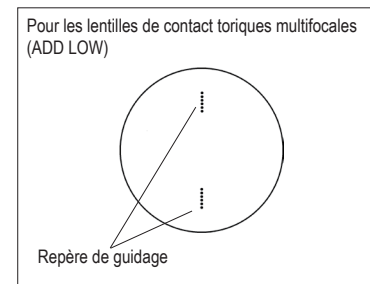 Pour les lentilles de contact toriques multifocales
(ADD LOW)
Repère de guidage